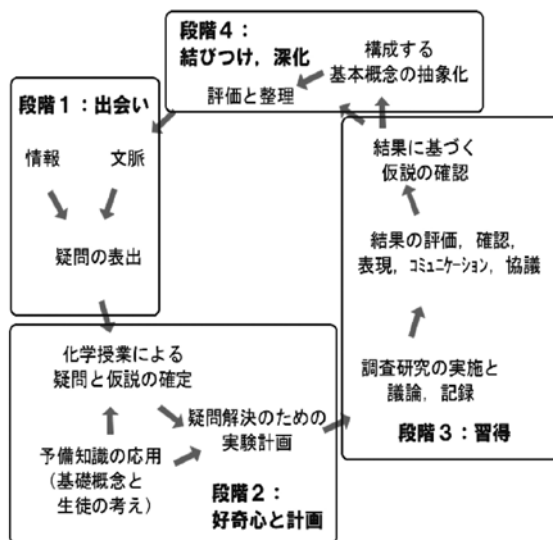 段階1：出会い
情報　文脈
疑問の表出
化学授業による
疑問と仮説の確定
予備知識の応用
(基礎概念と
生徒の考え)
疑問解決のための
実験計画
段階2：
好奇心と計画
調査研究の実施と
議論, 記録
段階3：習得
結果の評価, 確認,
表現, コミュニケーション, 協議
結果に基づく
仮説の確認
段階4：
結びつけ, 深化
構成する
基本概念の抽象化
評価と整理